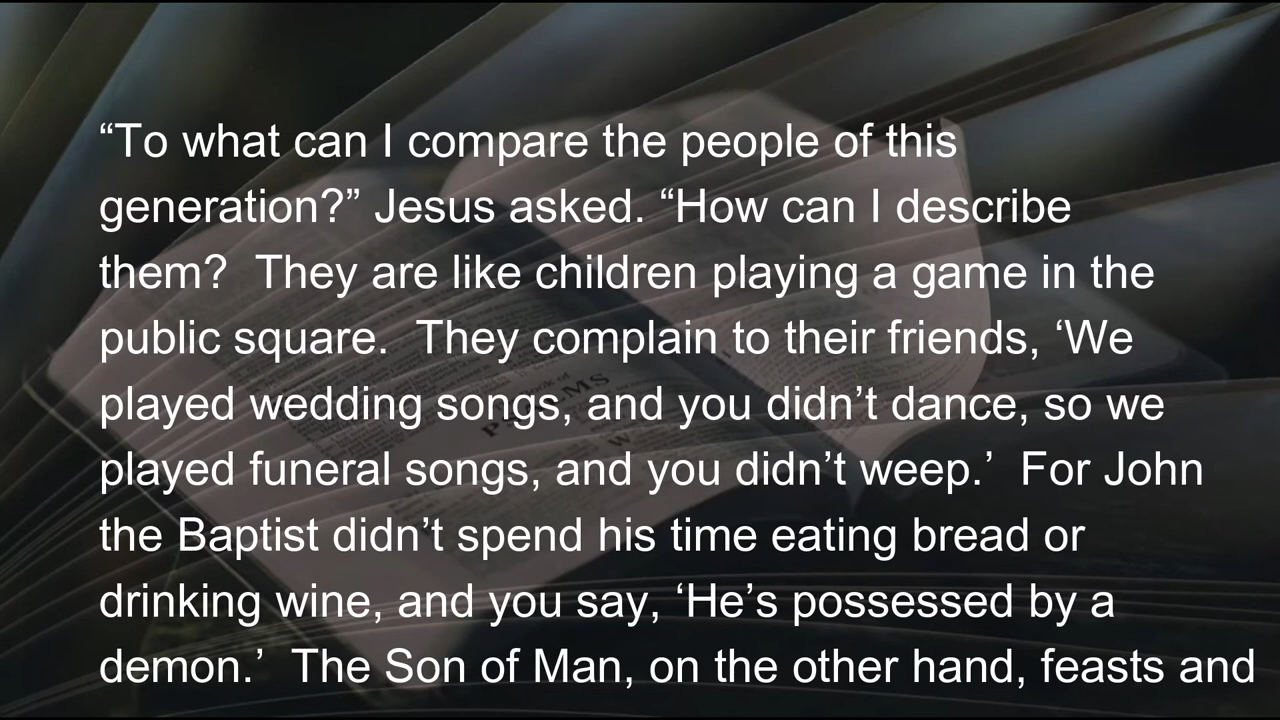 “To what can I compare the people of this
generation?” Jesus asked. “How can I describe
them?  They are like children playing a game in the
public square.  They complain to their friends, ‘We
played wedding songs, and you didn’t dance, so we
played funeral songs, and you didn’t weep.’  For John
the Baptist didn’t spend his time eating bread or
drinking wine, and you say, ‘He’s possessed by a
demon.’  The Son of Man, on the other hand, feasts and